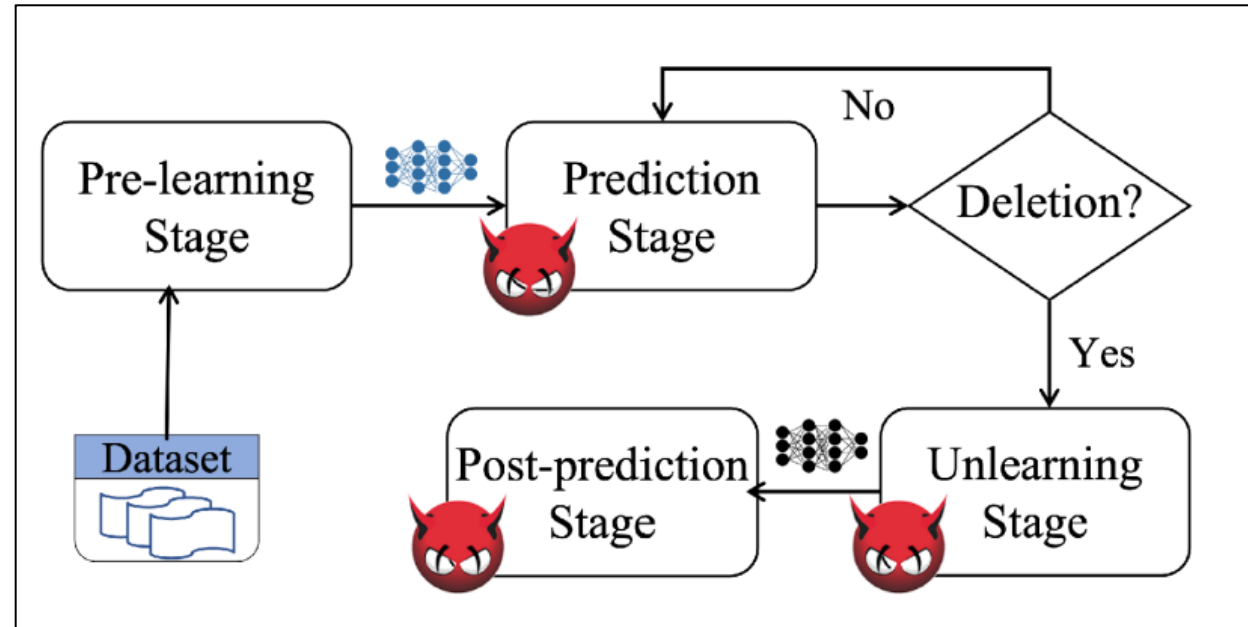 Pre-learning
Stage
Prediction
Stage
No
Deletion?
Yes
Dataset
Post-prediction
Stage
Unlearning
Stage